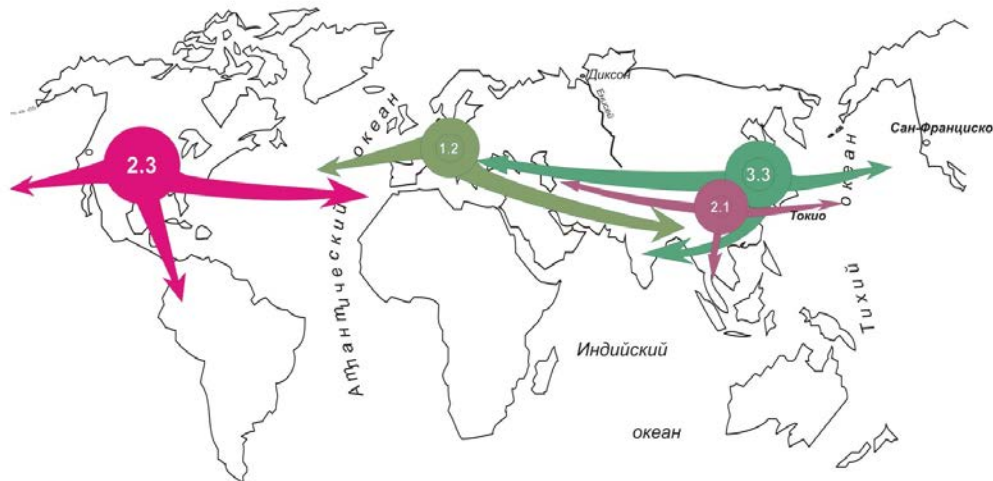 Диксон
Енисей
океан
Сан-Франциско
2.3
1.2
3.3
2.1
океан
Токио
Атлантический
Тихий
Индийский
океан